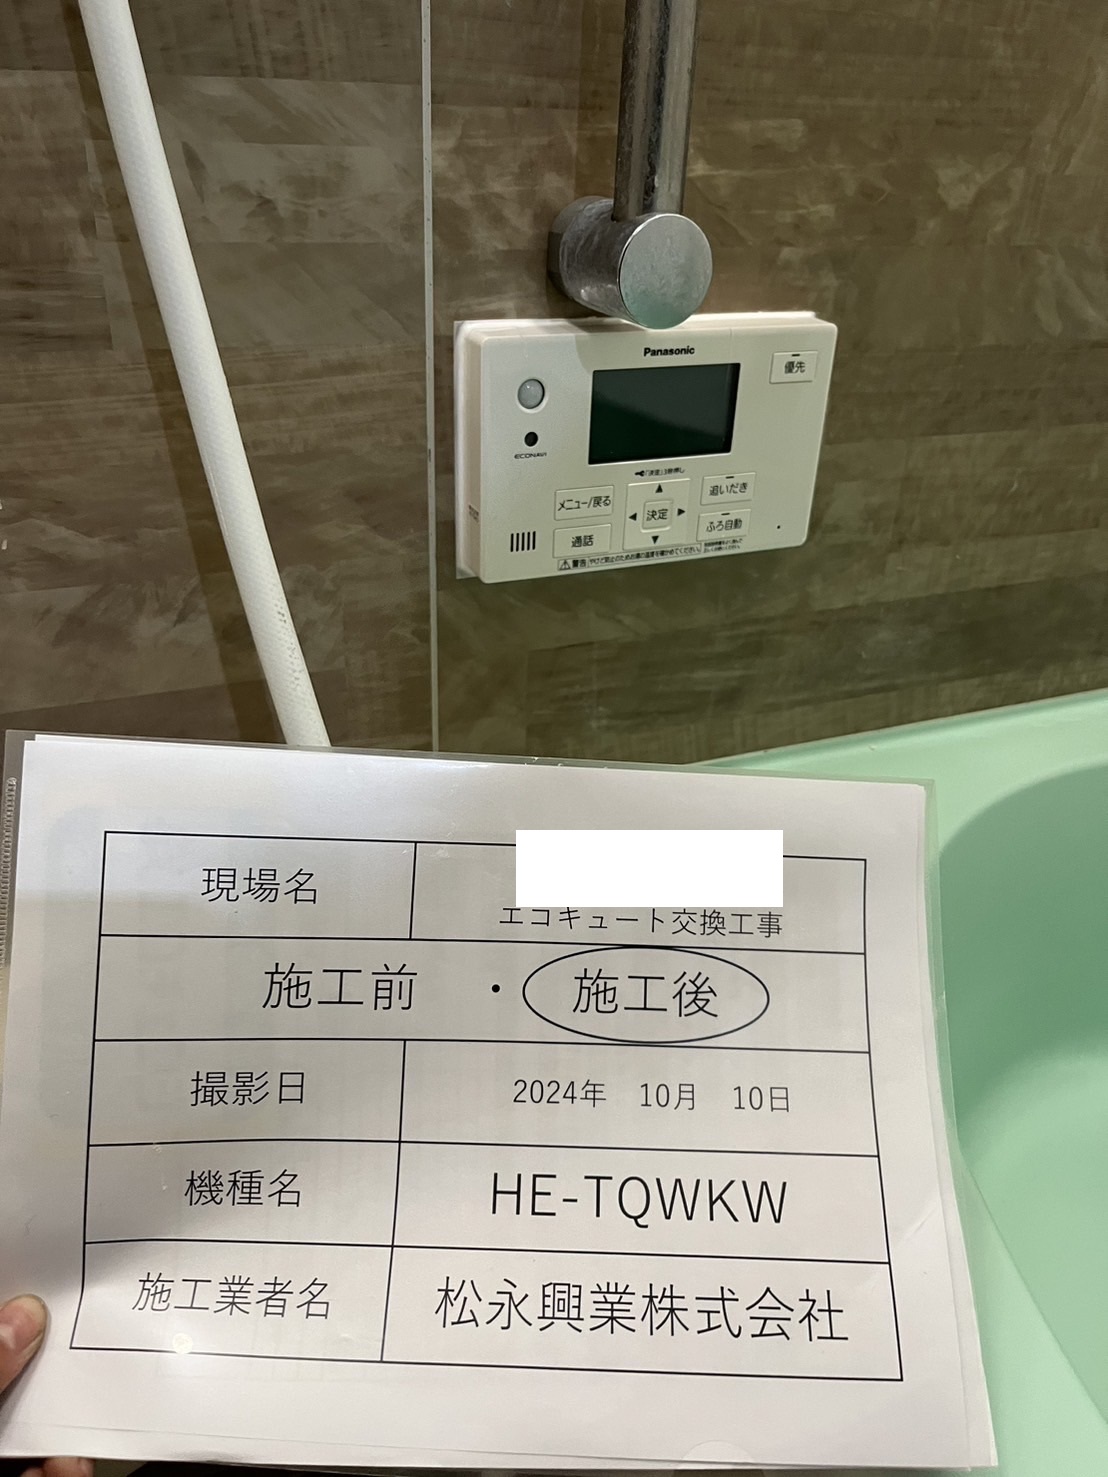 Panasonic
優先
ECONAVI
メニュー/戻る
決定
追いだき
通話
ふろ自動
警告
現場名
エコキュート交換工事
施工前 ・ 施工後
撮影日 2024年 10月 10日
機種名 HE-TQWKW
施工業者名 松永興業株式会社